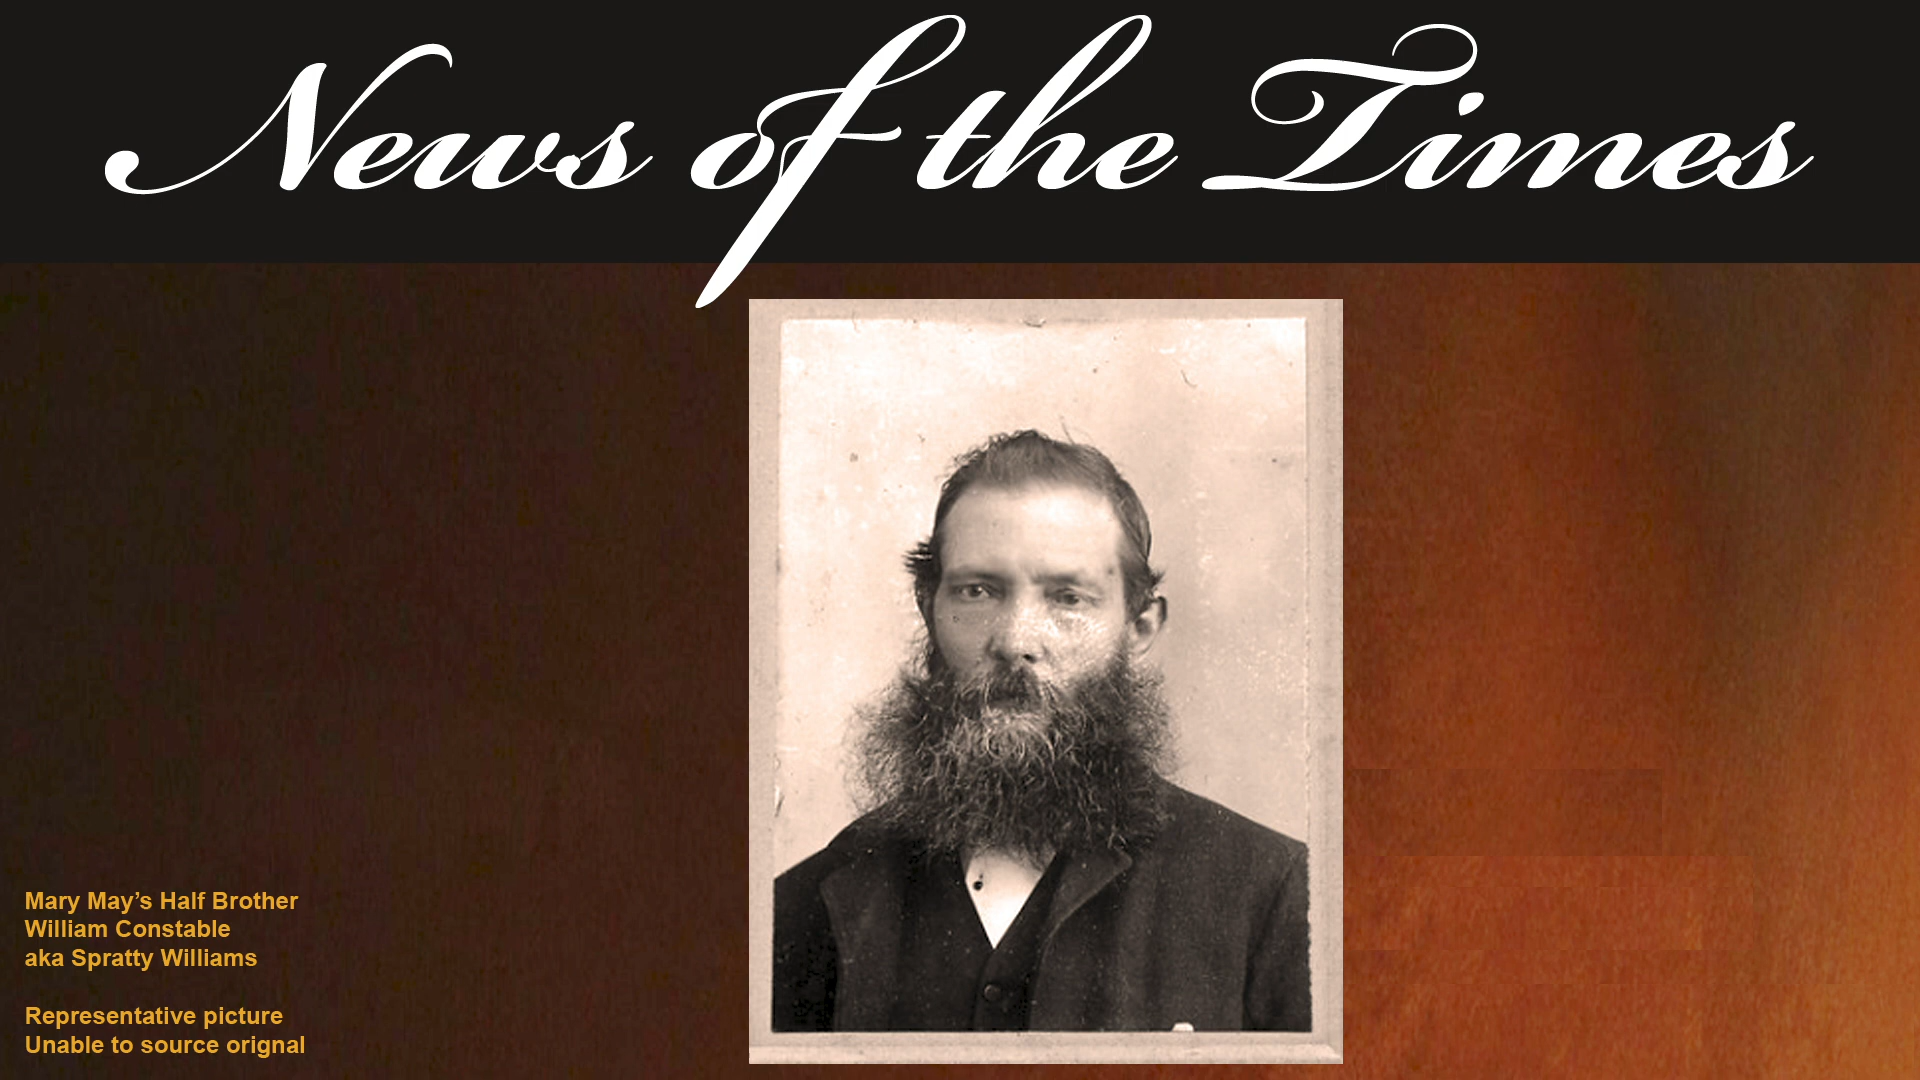 News of the Times
Mary May’s Half Brother
William Constable
aka Spratty Williams
Representative picture
Unable to source orignal